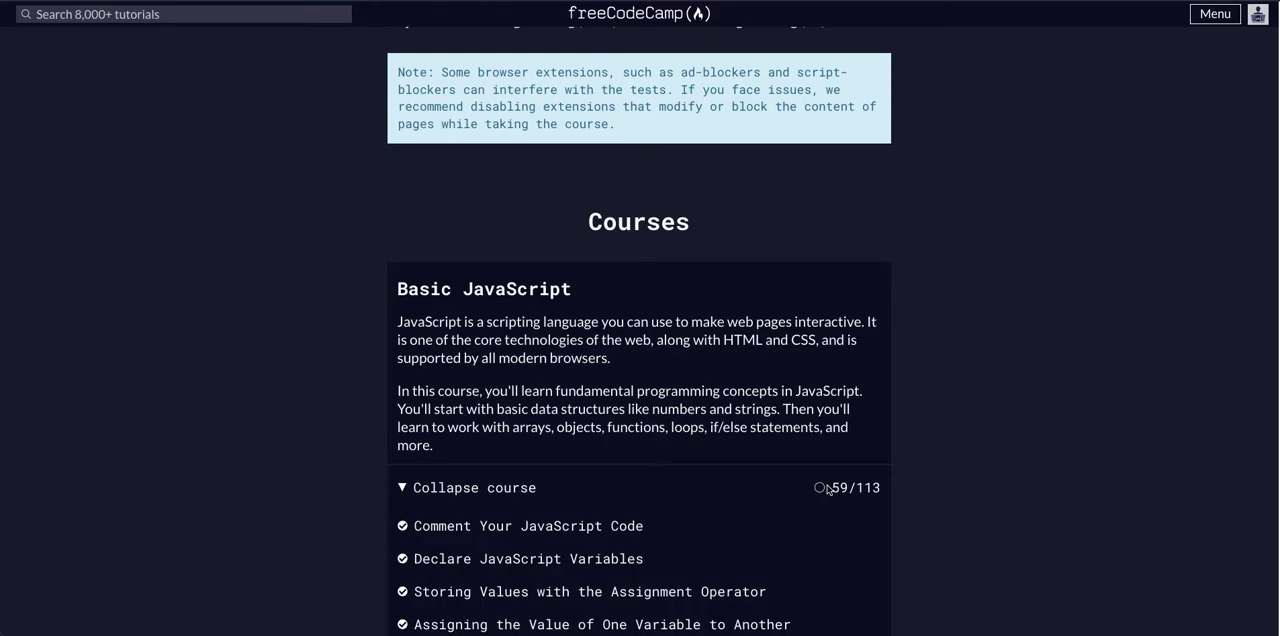 Search 8,000+ tutorials
freeCodeCamp
Menu
Note: Some browser extensions, such as ad-blockers and script-
blockers can interfere with the tests. If you face issues, we
recommend disabling extensions that modify or block the content of
pages while taking the course.
Courses
Basic JavaScript
JavaScript is a scripting language you can use to make web pages interactive. It
is one of the core technologies of the web, along with HTML and CSS, and is
supported by all modern browsers.
In this course, you'll learn fundamental programming concepts in JavaScript.
You'll start with basic data structures like numbers and strings. Then you'll
learn to work with arrays, objects, functions, loops, if/else statements, and
more.
Collapse course
59/113
Comment Your JavaScript Code
Declare JavaScript Variables
Storing Values with the Assignment Operator
Assigning the Value of One Variable to Another